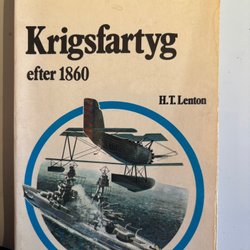 Krigsfartyg
efter 1860
H.T. Lenton